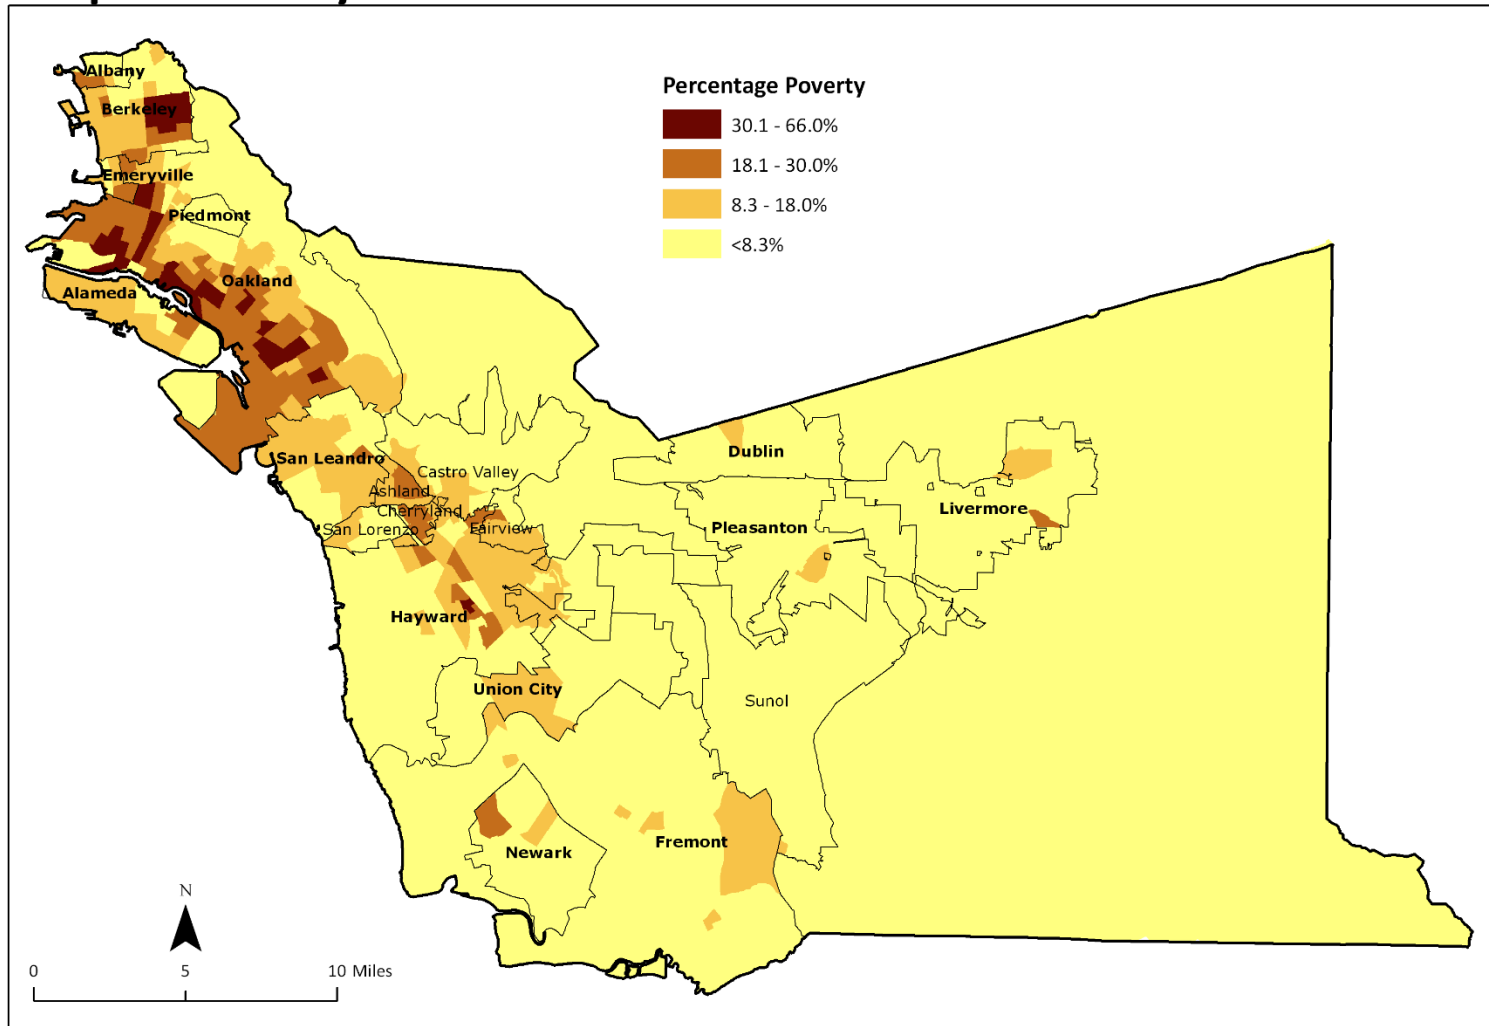 Albany
Berkeley
Emeryville
Piedmont
Oakland
Alameda
Percentage Poverty
30.1 - 66.0%
18.1 - 30.0%
8.3 - 18.0%
<8.3%
San Leandro
Castro Valley
Ashland
Cherryland
San Lorenzo
Fairview
Dublin
Livermore
Pleasanton
Hayward
Union City
Sunol
Newark
Fremont
N
0 5 10 Miles